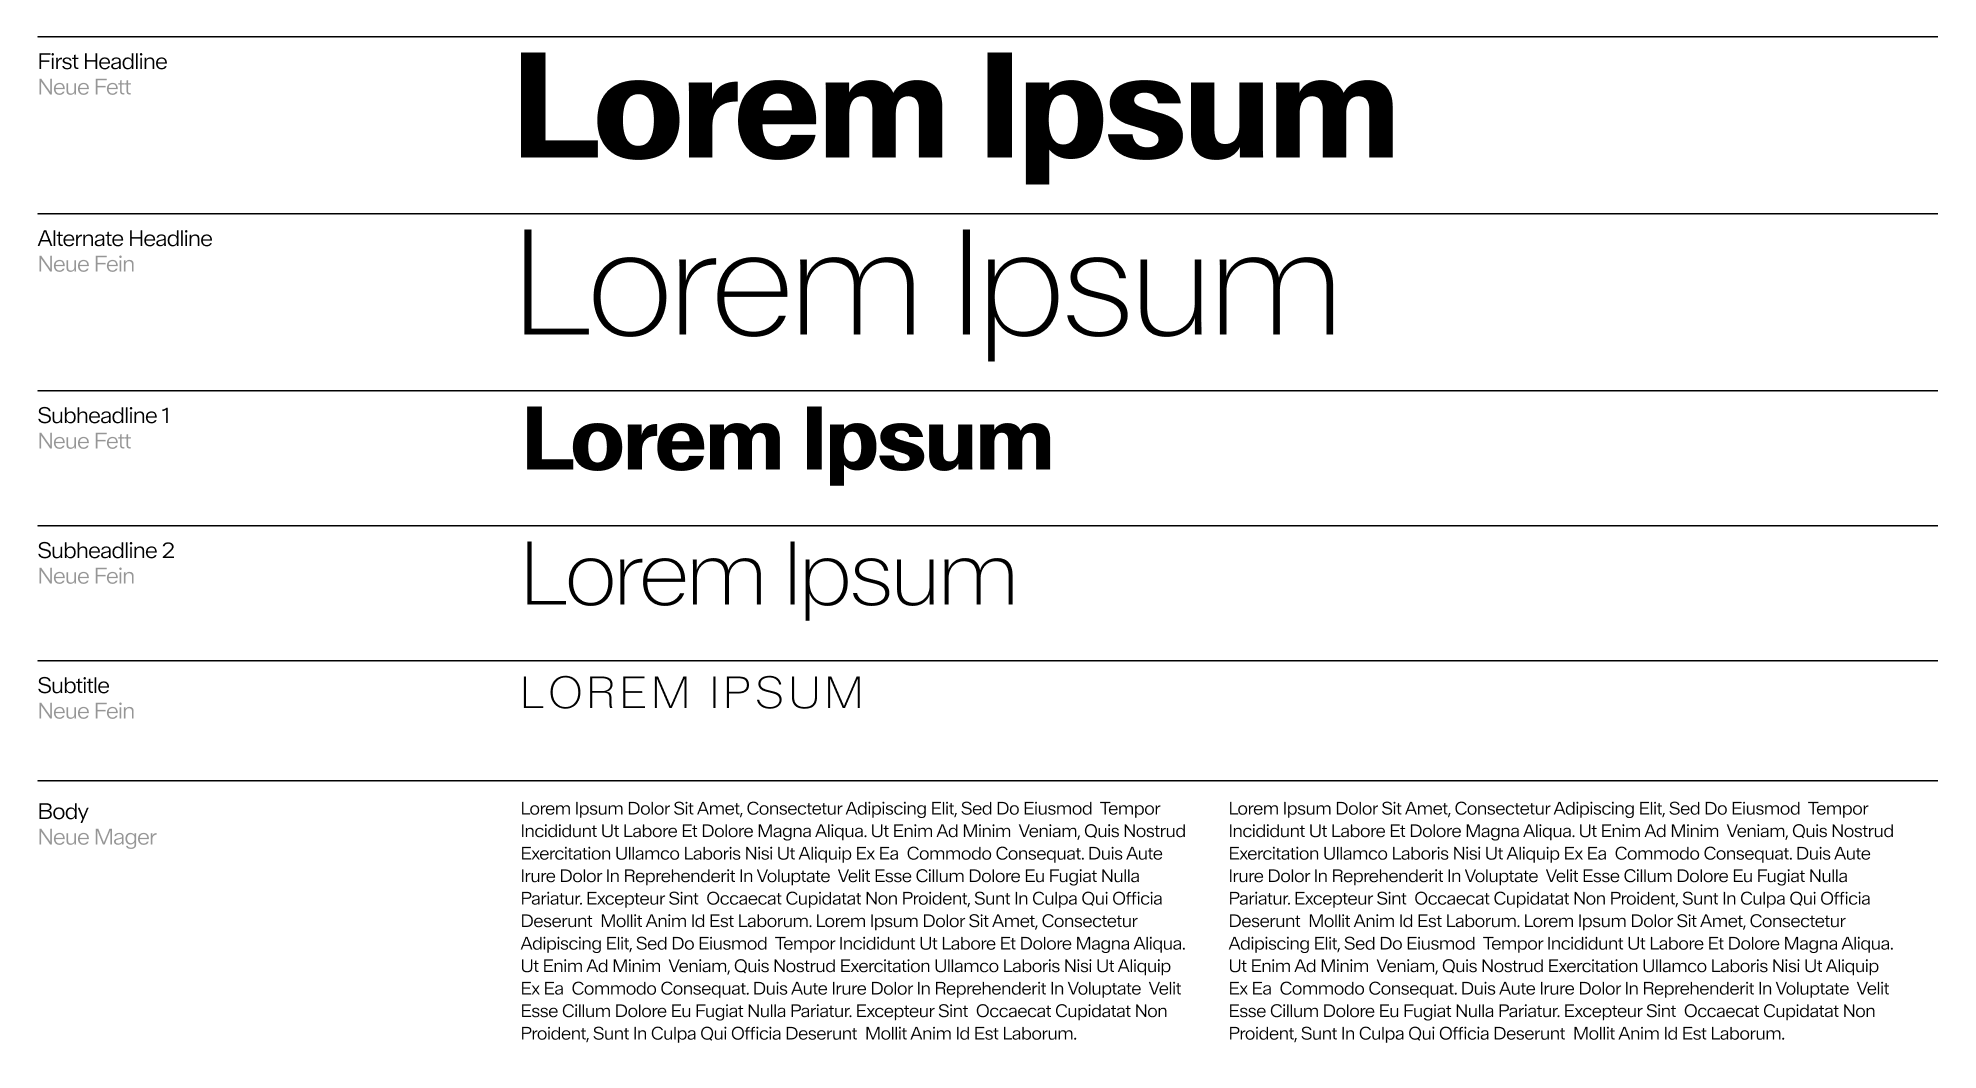 First Headline
Neue Fett
Lorem Ipsum
Alternate Headline
Neue Fein
Lorem Ipsum
Subheadline 1
Neue Fett
Lorem Ipsum
Subheadline 2
Neue Fein
Lorem Ipsum
Subtitle
Neue Fein
LOREM IPSUM
Body
Neue Mager
Lorem Ipsum Dolor Sit Amet, Consectetur Adipiscing Elit, Sed Do Eiusmod  Tempor
Incididunt Ut Labore Et Dolore Magna Aliqua. Ut Enim Ad Minim  Veniam, Quis Nostrud
Exercitation Ullamco Laboris Nisi Ut Aliquip Ex Ea  Commodo Consequat. Duis Aute
Irure Dolor In Reprehenderit In Voluptate  Velit Esse Cillum Dolore Eu Fugiat Nulla
Pariatur. Excepteur Sint  Occaecat Cupidatat Non Proident, Sunt In Culpa Qui Officia
Deserunt  Mollit Anim Id Est Laborum. Lorem Ipsum Dolor Sit Amet, Consectetur
Adipiscing Elit, Sed Do Eiusmod  Tempor Incididunt Ut Labore Et Dolore Magna Aliqua.
Ut Enim Ad Minim  Veniam, Quis Nostrud Exercitation Ullamco Laboris Nisi Ut Aliquip
Ex Ea  Commodo Consequat. Duis Aute Irure Dolor In Reprehenderit In Voluptate  Velit
Esse Cillum Dolore Eu Fugiat Nulla Pariatur. Excepteur Sint  Occaecat Cupidatat Non
Proident, Sunt In Culpa Qui Officia Deserunt  Mollit Anim Id Est Laborum.
Lorem Ipsum Dolor Sit Amet, Consectetur Adipiscing Elit, Sed Do Eiusmod  Tempor
Incididunt Ut Labore Et Dolore Magna Aliqua. Ut Enim Ad Minim  Veniam, Quis Nostrud
Exercitation Ullamco Laboris Nisi Ut Aliquip Ex Ea  Commodo Consequat. Duis Aute
Irure Dolor In Reprehenderit In Voluptate  Velit Esse Cillum Dolore Eu Fugiat Nulla
Pariatur. Excepteur Sint  Occaecat Cupidatat Non Proident, Sunt In Culpa Qui Officia
Deserunt  Mollit Anim Id Est Laborum. Lorem Ipsum Dolor Sit Amet, Consectetur
Adipiscing Elit, Sed Do Eiusmod  Tempor Incididunt Ut Labore Et Dolore Magna Aliqua.
Ut Enim Ad Minim  Veniam, Quis Nostrud Exercitation Ullamco Laboris Nisi Ut Aliquip
Ex Ea  Commodo Consequat. Duis Aute Irure Dolor In Reprehenderit In Voluptate  Velit
Esse Cillum Dolore Eu Fugiat Nulla Pariatur. Excepteur Sint  Occaecat Cupidatat Non
Proident, Sunt In Culpa Qui Officia Deserunt  Mollit Anim Id Est Laborum.